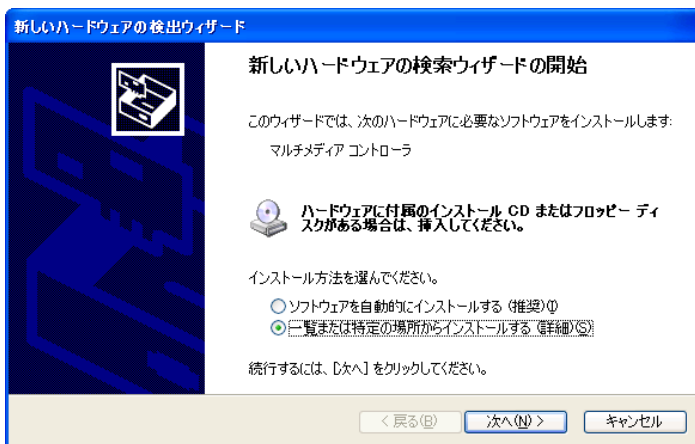 新しいハードウェアの検出ウィザード
新しいハードウェアの検索ウィザードの開始
このウィザードでは、次のハードウェアに必要なソフトウェアをインストールします:
マルチメディア コントローラ
ハードウェアに付属のインストール CD またはフロッピー ディ
スクがある場合は、挿入してください。
インストール方法を選んでください。
ソフトウェアを自動的にインストールする (推奨)(I)
一覧または特定の場所からインストールする (詳細)(S)
続行するには、[次へ] をクリックしてください。
< 戻る(B)
次へ(N) >
キャンセル